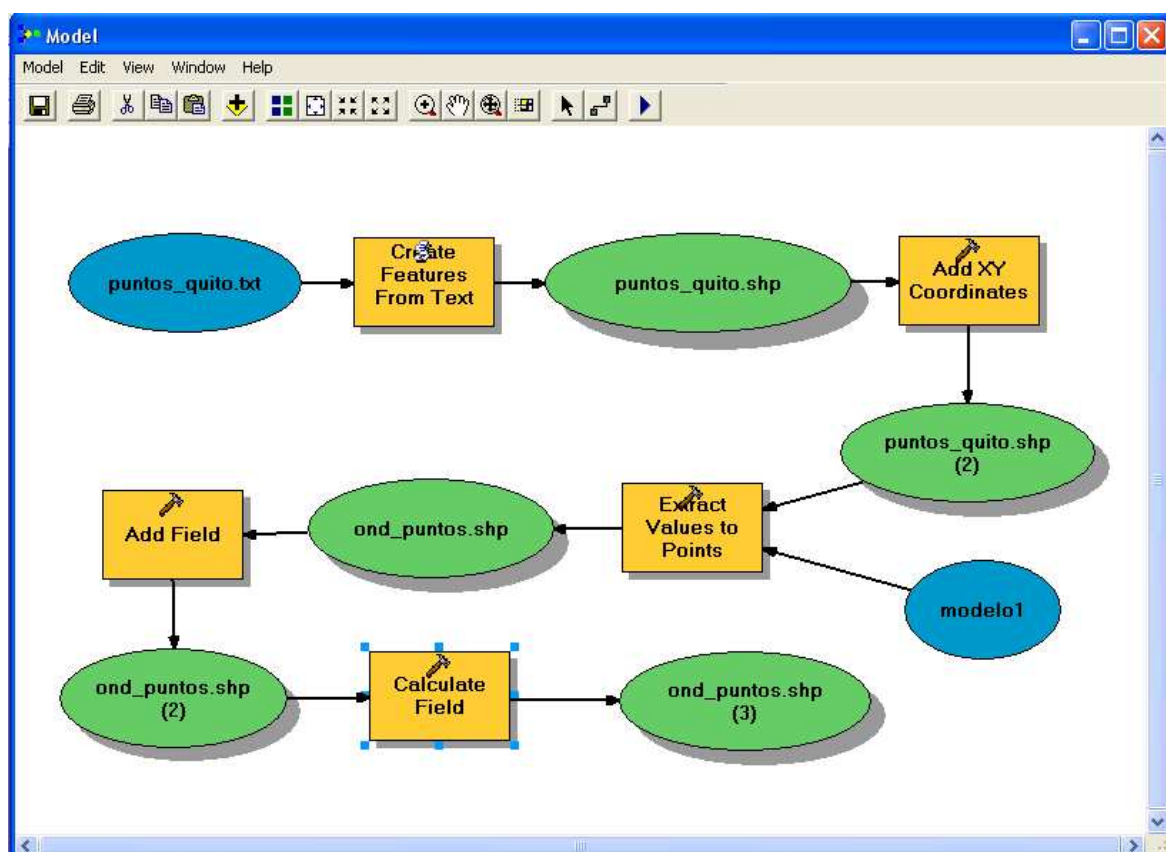 Model
Model Edit View Window Help
puntos_quito.txt
Create
Features
From Text
puntos_quito.shp
Add XY
Coordinates
puntos_quito.shp
(2)
Extract
Values to
Points
modelo1
ond_puntos.shp
Add Field
ond_puntos.shp
(2)
Calculate
Field
ond_puntos.shp
(3)